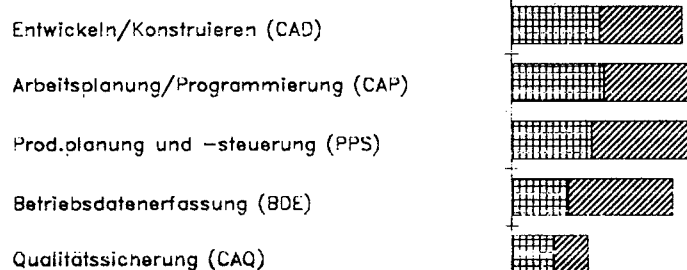 Entwickeln/Konstruieren (CAD)
Arbeitsplanung/Programmierung (CAP)
Prod.planung und -steuerung (PPS)
Betriebsdatenerfassung (BDE)
Qualitätssicherung (CAQ)